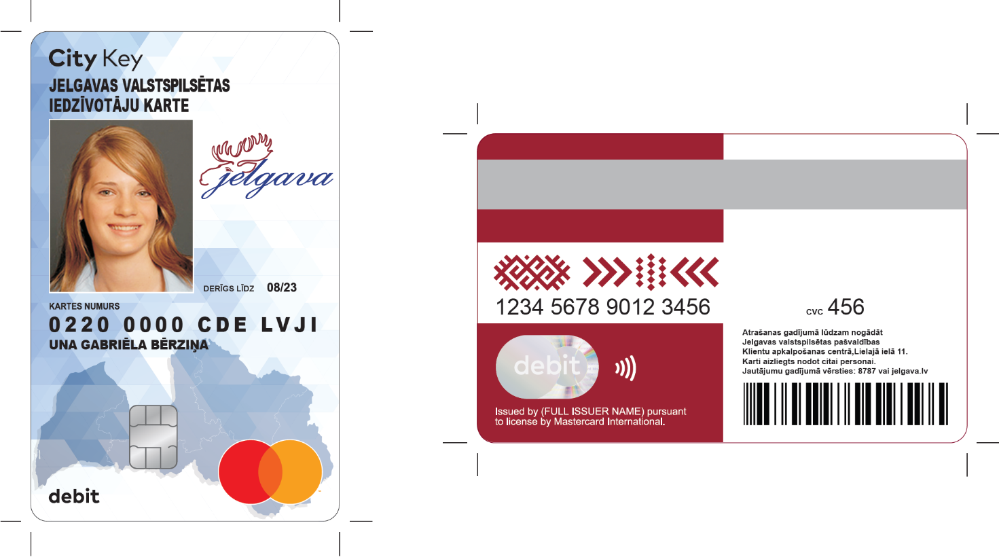 City Key
JELGAVAS VALSTSPILSĒTAS
IEDZĪVOTĀJU KARTE
jelgava
DERĪGS LĪDZ 08/23
KARTES NUMURS
0220 0000 CDE LVJI
UNA GABRIĒLA BĒRZIŅA
debit
1234 5678 9012 3456
CVC 456
debit
Issued by (FULL ISSUER NAME) pursuant
to license by Mastercard International.
Atrašanas gadījumā lūdzam nogādāt
Jelgavas valstspilsētas pašvaldības
Klientu apkalpošanas centrā,Lielajā ielā 11.
Karti aizliegts nodot citai personai.
Jautājumu gadījumā vērsties: 8787 vai jelgava.lv